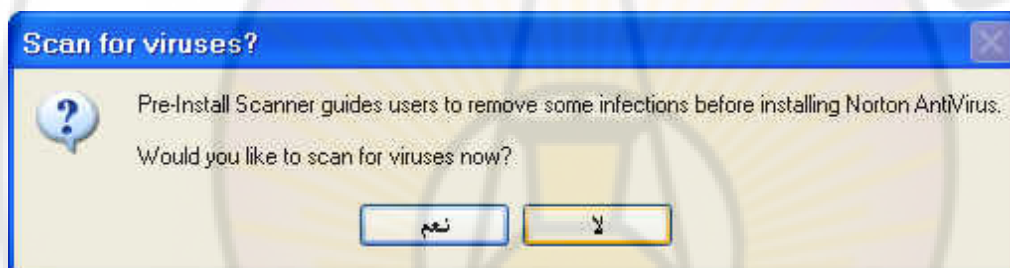 Scan for viruses?
Pre-Install Scanner guides users to remove some infections before installing Norton AntiVirus.
Would you like to scan for viruses now?
نعم
لا